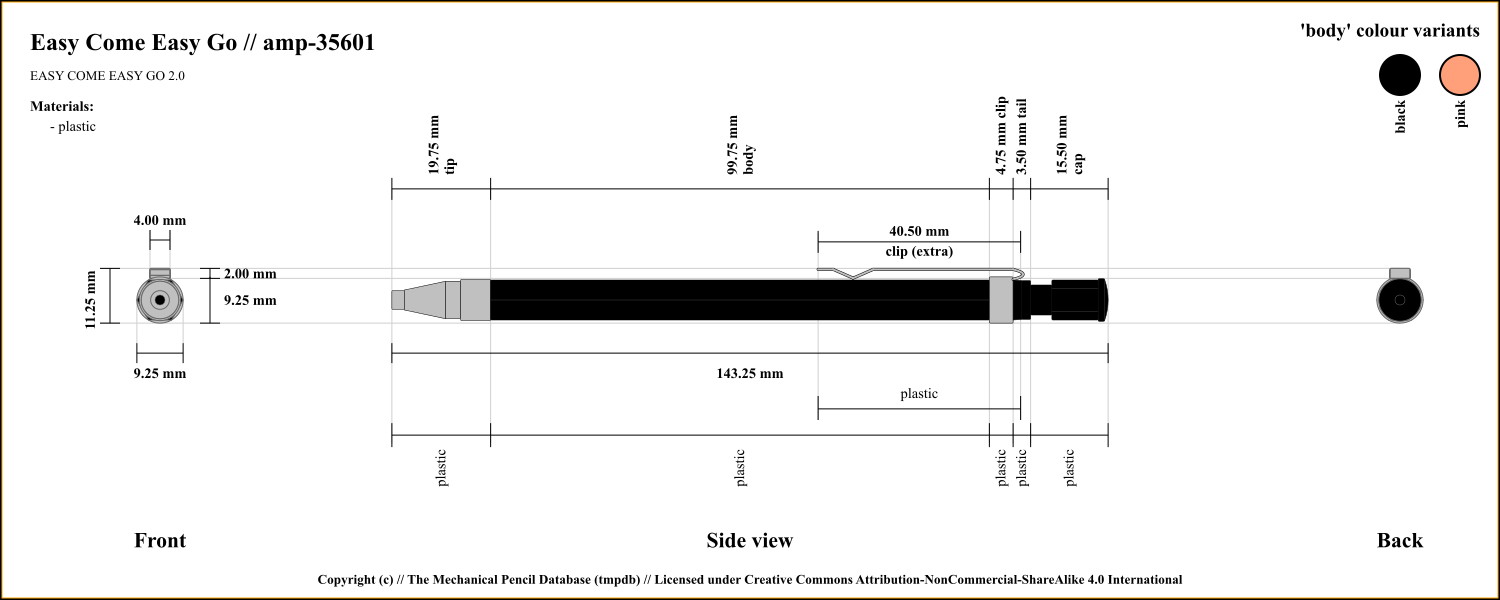 Easy Come Easy Go // amp-35601
EASY COME EASY GO 2.0
Materials:
- plastic
'body' colour variants
black
pink
19.75 mm
tip
99.75 mm
body
4.75 mm clip
3.50 mm tail
15.50 mm
cap
40.50 mm
clip (extra)
4.00 mm
2.00 mm
9.25 mm
11.25 mm
9.25 mm
143.25 mm
plastic
plastic
plastic
plastic
plastic
plastic
Front
Side view
Back
Copyright (c) // The Mechanical Pencil Database (tmpdb) // Licensed under Creative Commons Attribution-NonCommercial-ShareAlike 4.0 International